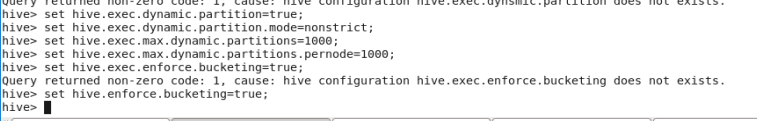 Query returned non-zero code: 1, cause: hive configuration hive.exec.dynsmic.partition does not exists.
hive> set hive.exec.dynamic.partition=true;
hive> set hive.exec.dynamic.partition.mode=nonstrict;
hive> set hive.exec.max.dynamic.partitions=1000;
hive> set hive.exec.max.dynamic.partitions.pernode=1000;
hive> set hive.exec.enforce.bucketing=true;
Query returned non-zero code: 1, cause: hive configuration hive.exec.enforce.bucketing does not exists.
hive> set hive.enforce.bucketing=true;
hive>